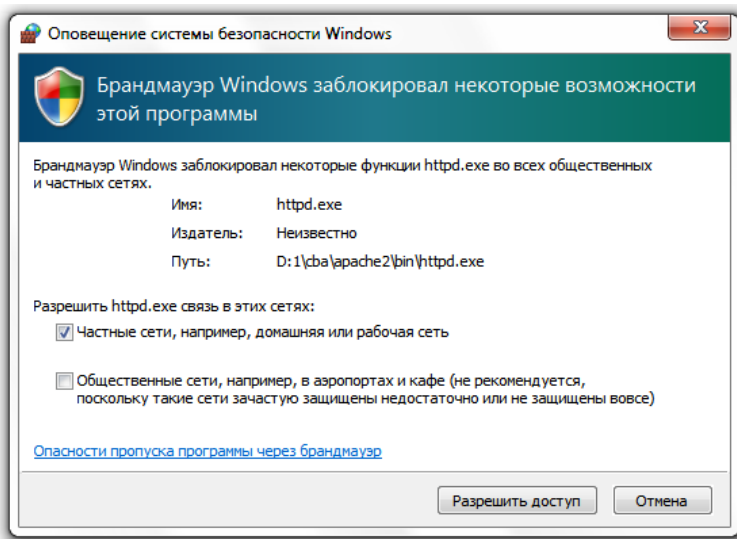 Оповещение системы безопасности Windows
Брандмауэр Windows заблокировал некоторые возможности
этой программы
Брандмауэр Windows заблокировал некоторые функции httpd.exe во всех общественных
и частных сетях.
Имя: httpd.exe
Издатель: Неизвестно
Путь: D:1\cba\apache2\bin\httpd.exe
Разрешить httpd.exe связь в этих сетях:
Частные сети, например, домашняя или рабочая сеть
Общественные сети, например, в аэропортах и кафе (не рекомендуется,
поскольку такие сети зачастую защищены недостаточно или не защищены вовсе)
Опасности пропуска программы через брандмауэр
Разрешить доступ Отмена